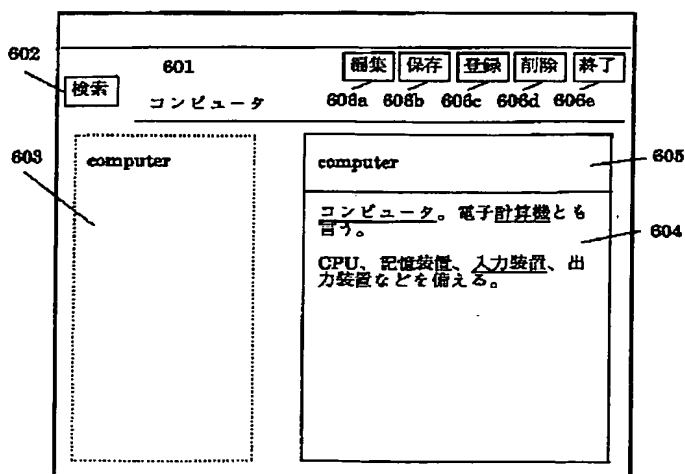 602
601
編集 保存 登録 削除 終了
検索
コンピュータ
606a 606b 606c 606d 606e
603
computer
computer
605
コンピュータ。電子計算機とも
言う。
604
CPU、記憶装置、入力装置、出
力装置などを備える。